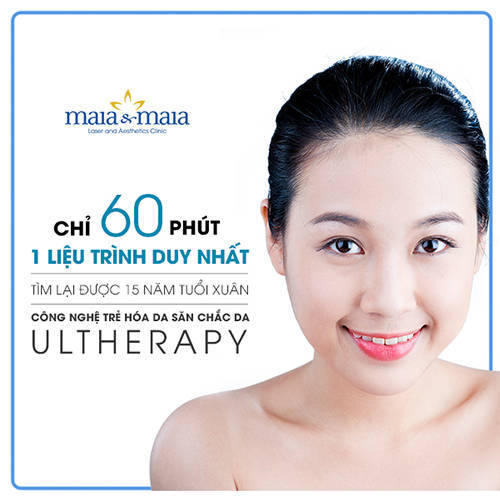 maia&maia
Laser and Aesthetics Clinic
CHỈ 60 PHÚT
1 LIỆU TRÌNH DUY NHẤT
TÌM LẠI ĐƯỢC 15 NĂM TUỔI XUÂN
CÔNG NGHỆ TRẺ HÓA DA SĂN CHẮC DA
ULTHERAPY